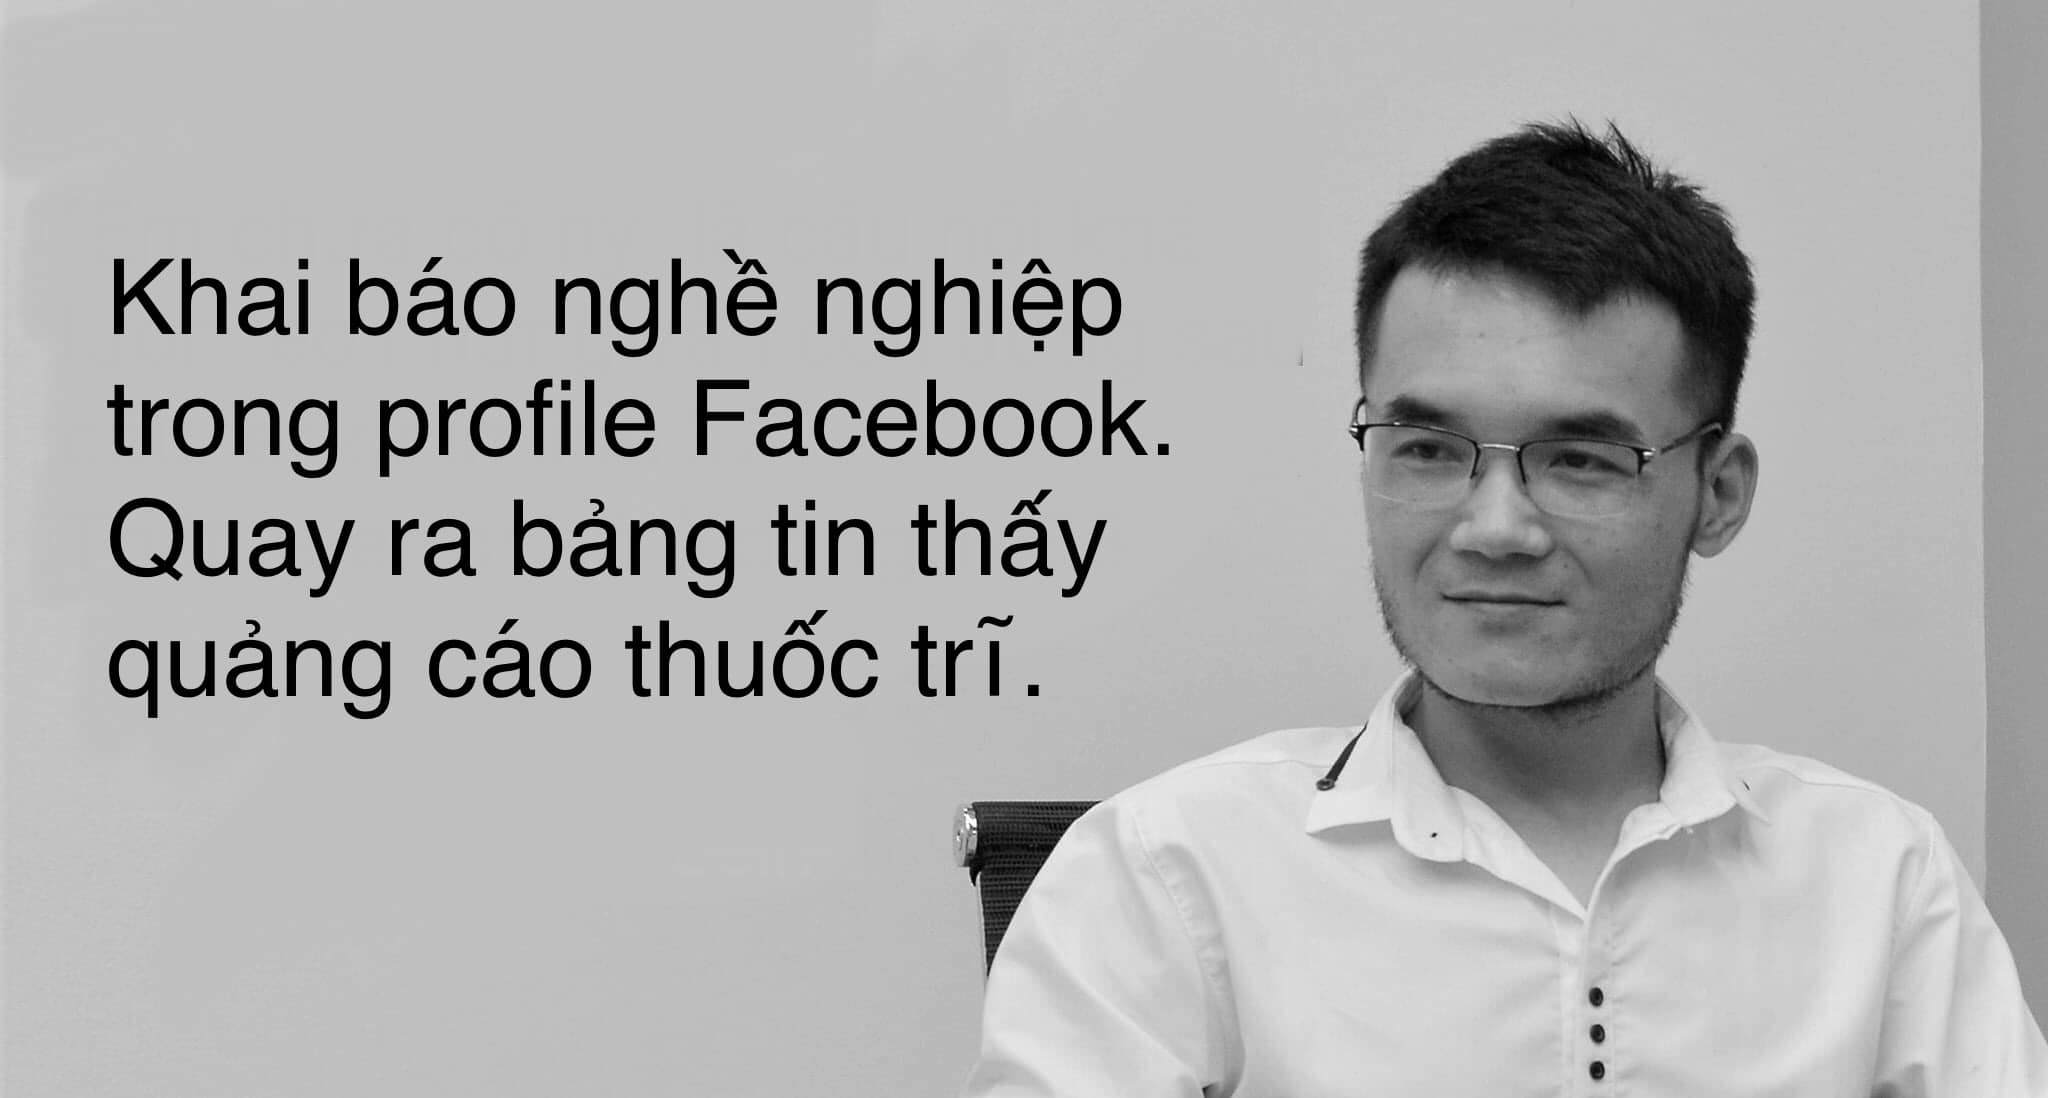 Khai báo nghề nghiệp
trong profile Facebook.
Quay ra bảng tin thấy
quảng cáo thuốc trĩ.